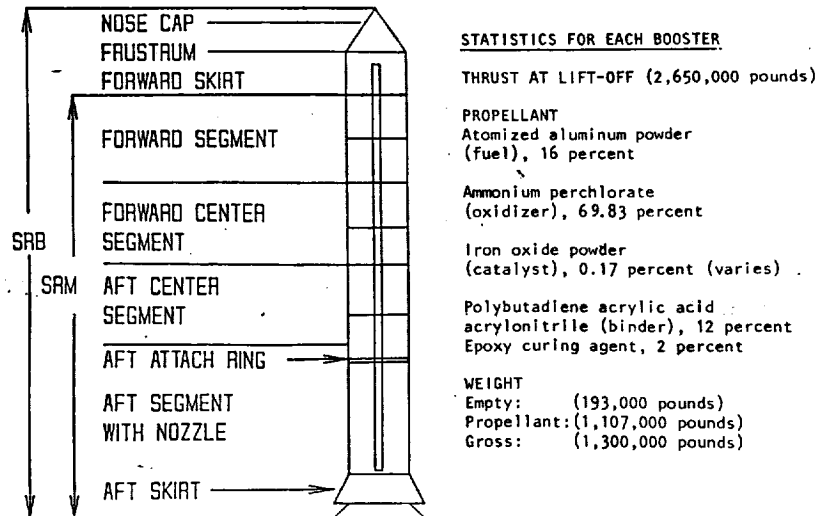 NOSE CAP
FRUSTRUM
FORWARD SKIRT
FORWARD SEGMENT
FORWARD CENTER
SEGMENT
SRB
SRM
AFT CENTER
SEGMENT
AFT ATTACH RING
AFT SEGMENT
WITH NOZZLE
AFT SKIRT
STATISTICS FOR EACH BOOSTER
THRUST AT LIFT-OFF (2,650,000 pounds)
PROPELLANT
Atomized aluminum powder
(fuel), 16 percent
Ammonium perchlorate
(oxidizer), 69.83 percent
Iron oxide powder
(catalyst), 0.17 percent (varies)
Polybutadiene acrylic acid
acrylonitrile (binder), 12 percent
Epoxy curing agent, 2 percent
WEIGHT
Empty: (193,000 pounds)
Propellant: (1,107,000 pounds)
Gross: (1,300,000 pounds)